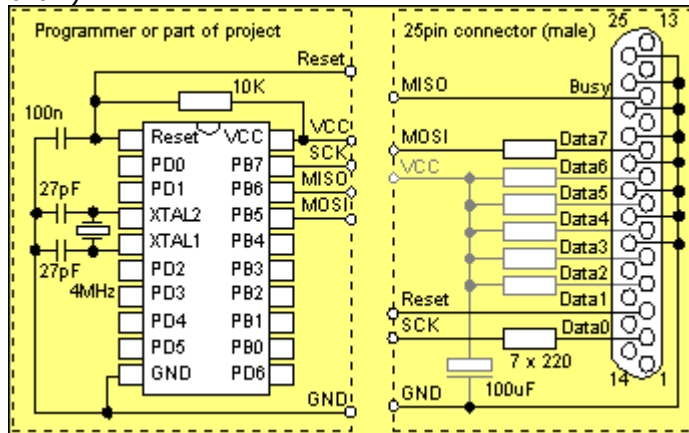 Programmer or part of project
25pin connector (male)
25
13
Reset
10K
MISO
Busy
100n
VCC
MOSI
Data7
Reset
VCC
SCK
VCC
Data6
PD0
PB7
MISO
Data5
27pF
PD1
PB6
MOSI
Data4
XTAL2
PB5
XTAL1
PB4
Data3
27pF
PD2
PB3
Data2
4MHz
PD3
PB2
Reset
Data1
PD4
PB1
SCK
Data0
PD5
PB0
7 x 220
GND
PD6
14
1
100uF
GND
GND